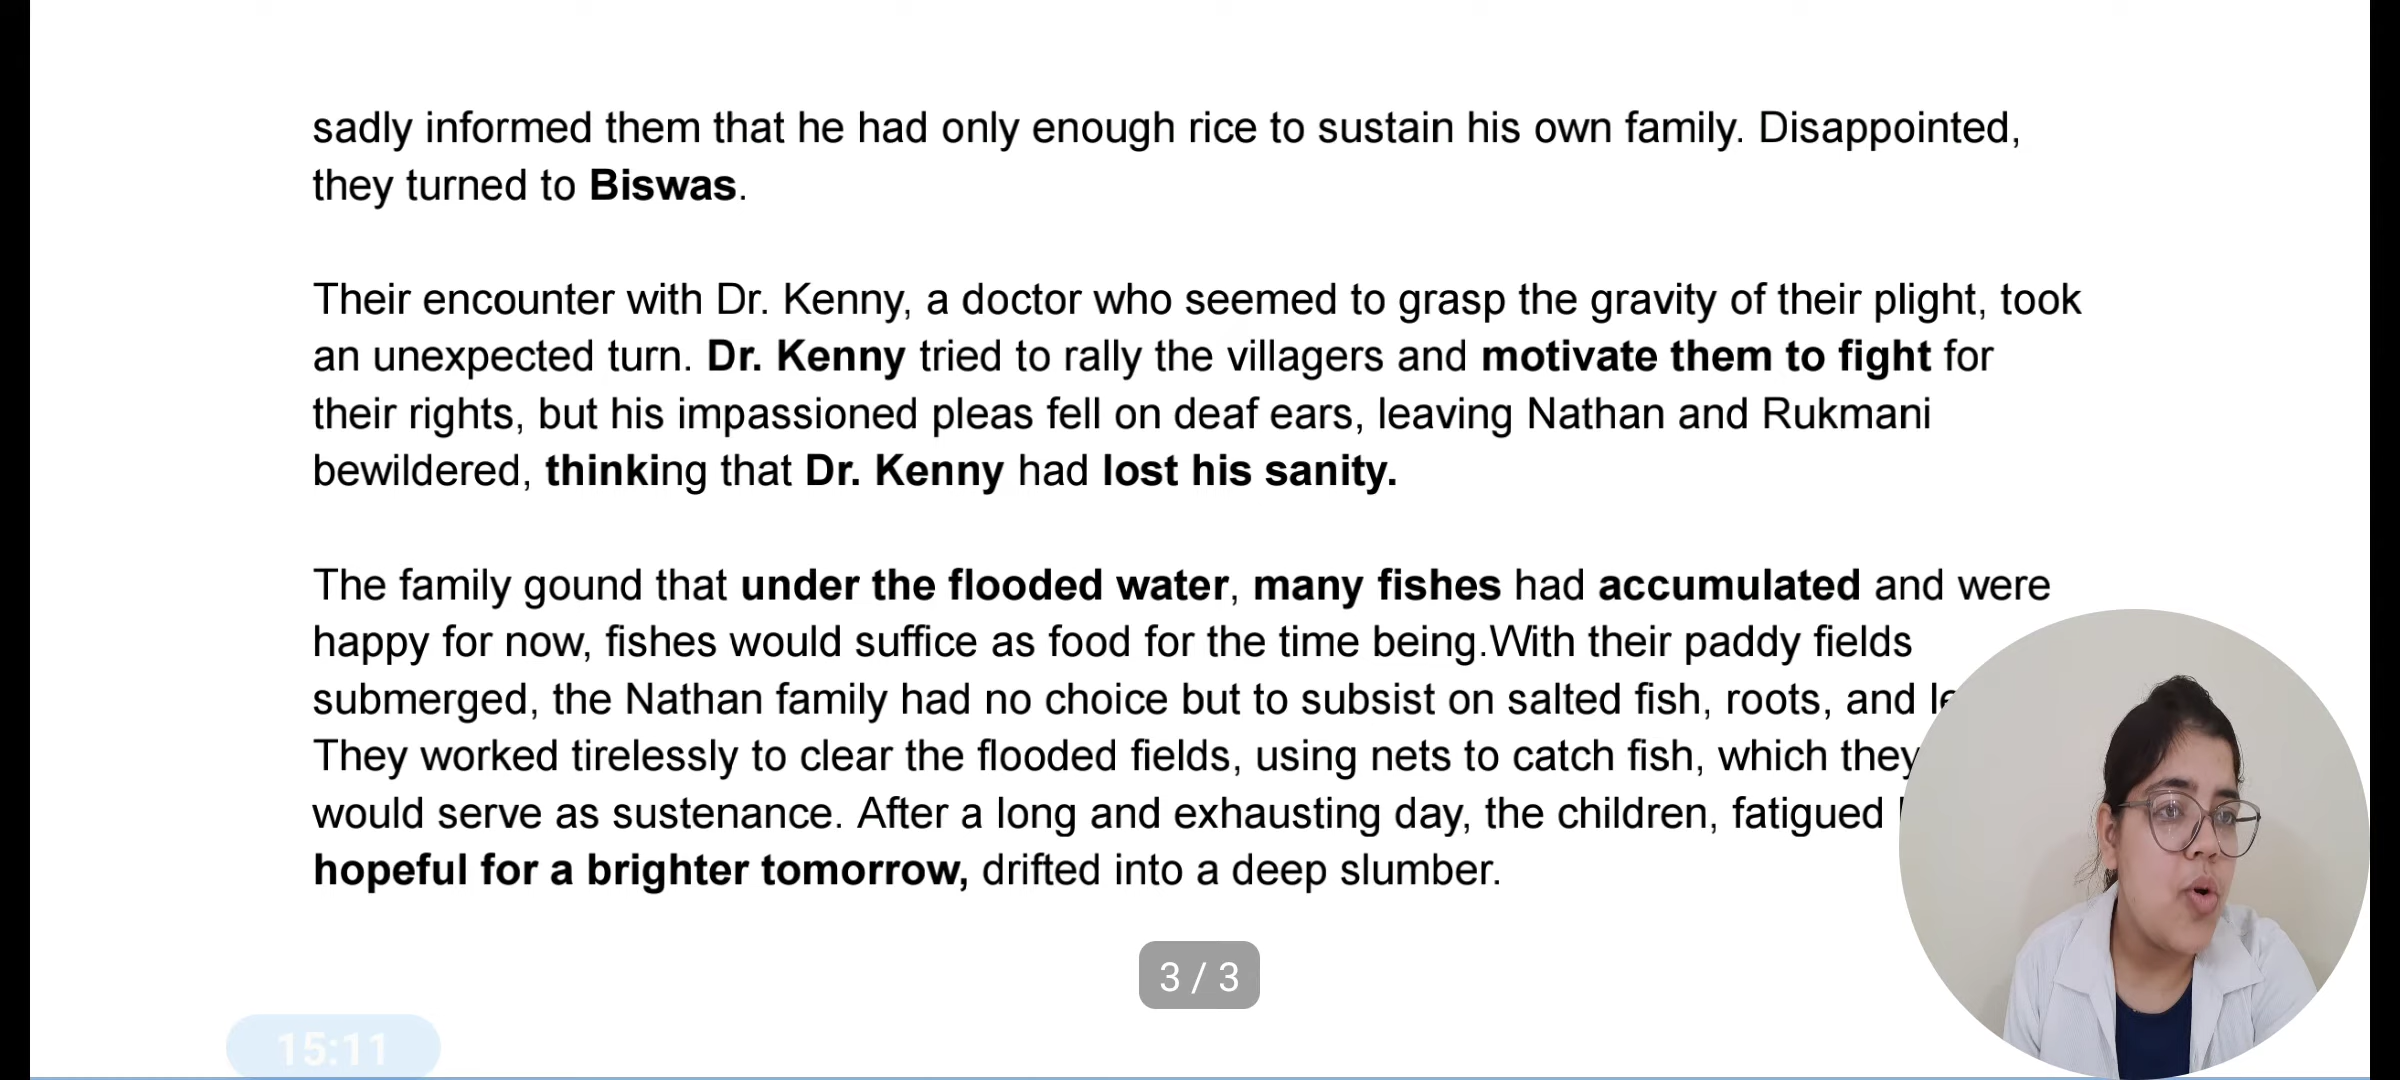 sadly informed them that he had only enough rice to sustain his own family. Disappointed,
they turned to Biswas.
Their encounter with Dr. Kenny, a doctor who seemed to grasp the gravity of their plight, took
an unexpected turn. Dr. Kenny tried to rally the villagers and motivate them to fight for
their rights, but his impassioned pleas fell on deaf ears, leaving Nathan and Rukmani
bewildered, thinking that Dr. Kenny had lost his sanity.
The family gound that under the flooded water, many fishes had accumulated and were
happy for now, fishes would suffice as food for the time being.With their paddy fields
submerged, the Nathan family had no choice but to subsist on salted fish, roots, and
They worked tirelessly to clear the flooded fields, using nets to catch fish, which they
would serve as sustenance. After a long and exhausting day, the children, fatigued
hopeful for a brighter tomorrow, drifted into a deep slumber.
3 / 3
15:11